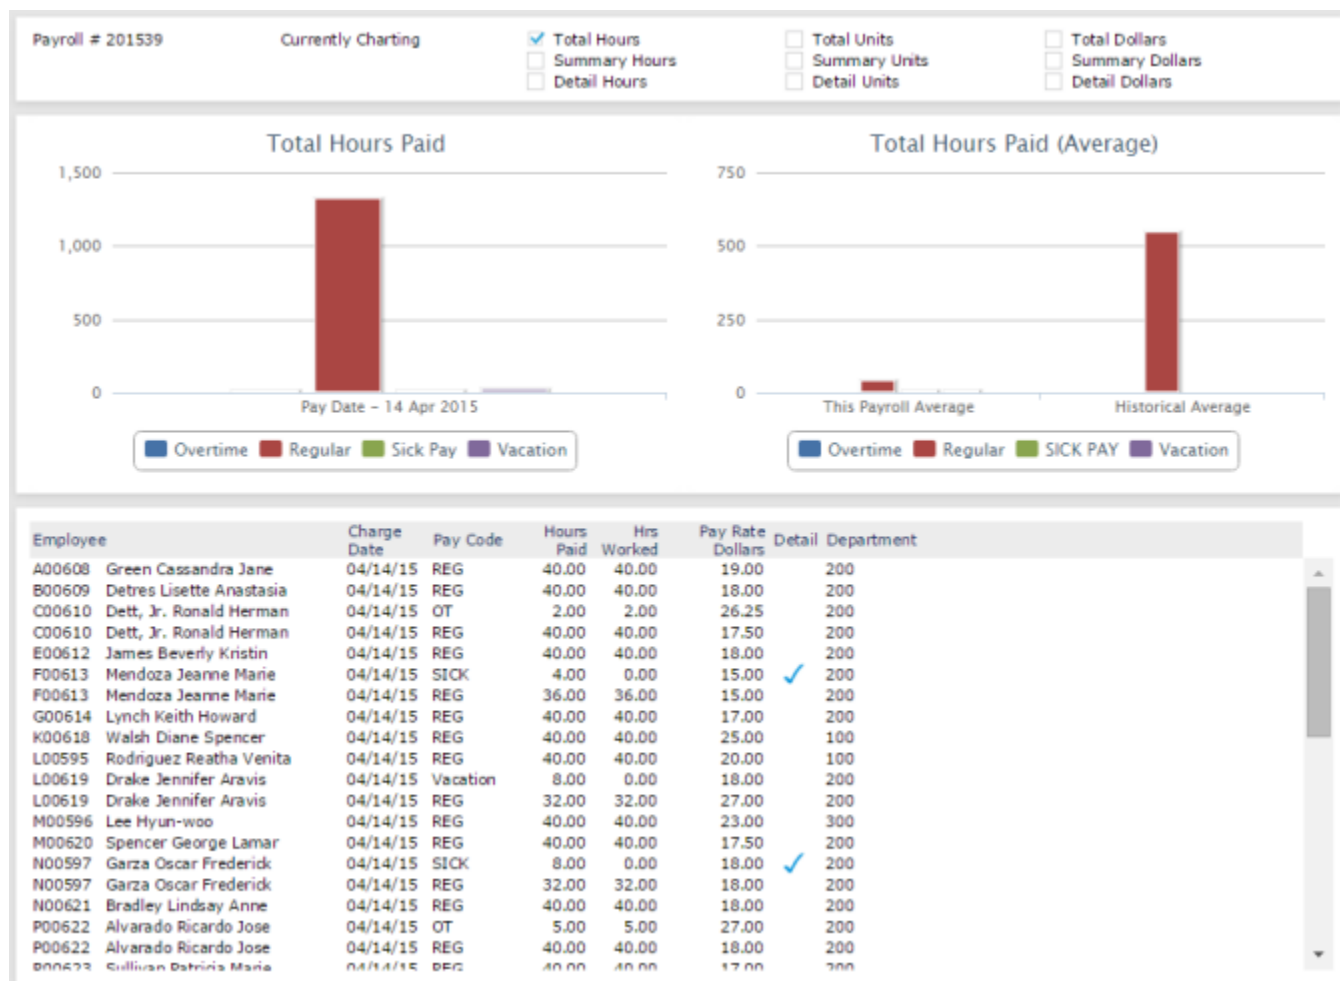 Payroll # 201539 Currently Charting Total Hours Total Units Total Dollars
Summary Hours Summary Units Summary Dollars
Detail Hours Detail Units Detail Dollars
Total Hours Paid
1,500
1,000
500
0
Pay Date - 14 Apr 2015
Overtime Regular Sick Pay Vacation
Total Hours Paid (Average)
750
500
250
0
This Payroll Average Historical Average
Overtime Regular SICK PAY Vacation
Employee Charge Date Pay Code Hours Paid Hrs Worked Pay Rate Dollars Detail Department
A00608 Green Cassandra Jane 04/14/15 REG 40.00 40.00 19.00 200
B00609 Detres Lisette Anastasia 04/14/15 REG 40.00 40.00 18.00 200
C00610 Dett, Jr. Ronald Herman 04/14/15 OT 2.00 2.00 26.25 200
C00610 Dett, Jr. Ronald Herman 04/14/15 REG 40.00 40.00 17.50 200
E00612 James Beverly Kristin 04/14/15 REG 40.00 40.00 18.00 200
F00613 Mendoza Jeanne Marie 04/14/15 SICK 4.00 0.00 15.00 200
F00613 Mendoza Jeanne Marie 04/14/15 REG 36.00 36.00 15.00 200
G00614 Lynch Keith Howard 04/14/15 REG 40.00 40.00 17.00 200
K00618 Walsh Diane Spencer 04/14/15 REG 40.00 40.00 25.00 100
L00595 Rodriguez Reatha Venita 04/14/15 REG 40.00 40.00 20.00 100
L00619 Drake Jennifer Aravis 04/14/15 Vacation 8.00 0.00 18.00 200
L00619 Drake Jennifer Aravis 04/14/15 REG 32.00 32.00 27.00 200
M00596 Lee Hyun-woo 04/14/15 REG 40.00 40.00 23.00 300
M00620 Spencer George Lamar 04/14/15 REG 40.00 40.00 17.50 200
N00597 Garza Oscar Frederick 04/14/15 SICK 8.00 0.00 18.00 200
N00597 Garza Oscar Frederick 04/14/15 REG 32.00 32.00 18.00 200
N00621 Bradley Lindsay Anne 04/14/15 REG 40.00 40.00 18.00 200
P00622 Alvarado Ricardo Jose 04/14/15 OT 5.00 5.00 27.00 200
P00622 Alvarado Ricardo Jose 04/14/15 REG 40.00 40.00 18.00 200
Sullivan Patricia Marie 04/14/15 REG 40.00 40.00 17.00 200